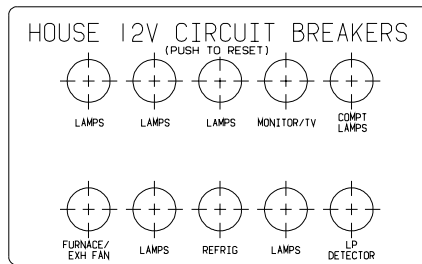 HOUSE 12V CIRCUIT BREAKERS
(PUSH TO RESET)
LAMPS LAMPS LAMPS MONITOR/TV COMPT
LAMPS
FURNACE/
EXH FAN LAMPS REFRIG LAMPS LP
DETECTOR